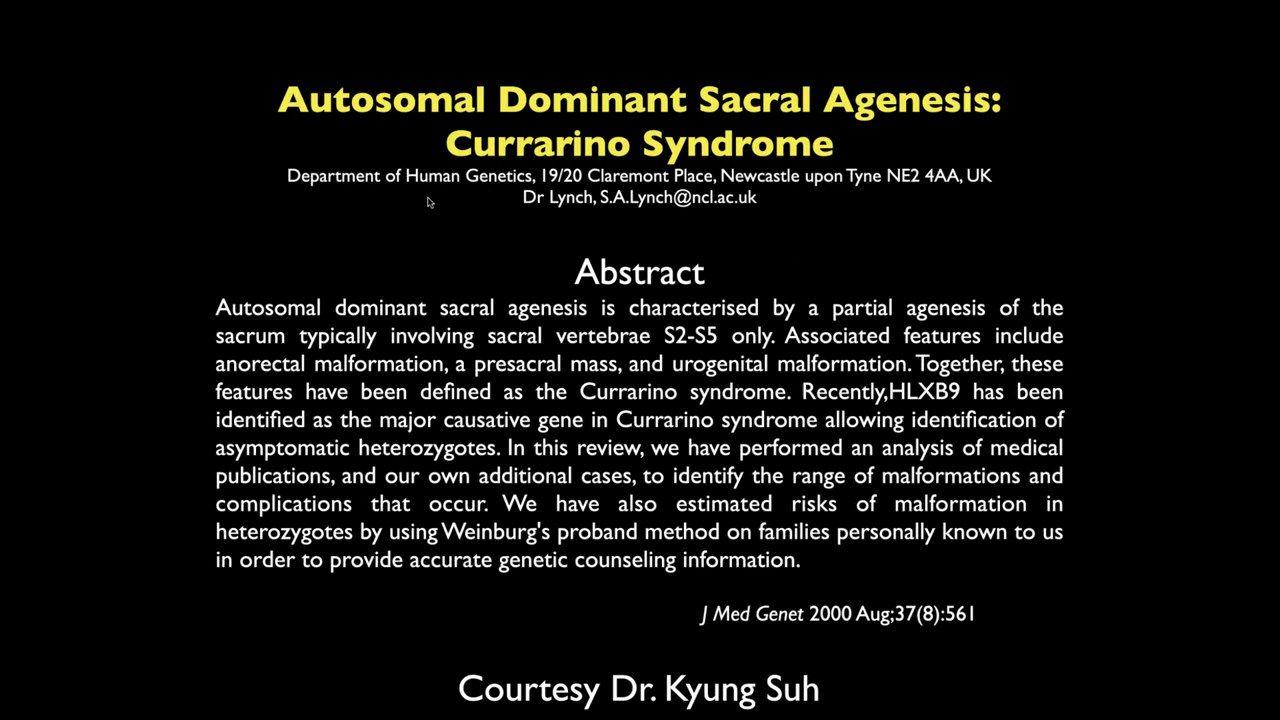 Autosomal Dominant Sacral Agenesis:
Currarino Syndrome
Department of Human Genetics, 19/20 Claremont Place, Newcastle upon Tyne NE2 4AA, UK
Dr Lynch, S.A.Lynch@ncl.ac.uk
Abstract
Autosomal dominant sacral agenesis is characterised by a partial agenesis of the
sacrum typically involving sacral vertebrae S2-S5 only. Associated features include
anorectal malformation, a presacral mass, and urogenital malformation. Together, these
features have been defined as the Currarino syndrome. Recently,HLXB9 has been
identified as the major causative gene in Currarino syndrome allowing identification of
asymptomatic heterozygotes. In this review, we have performed an analysis of medical
publications, and our own additional cases, to identify the range of malformations and
complications that occur. We have also estimated risks of malformation in
heterozygotes by using Weinburg's proband method on families personally known to us
in order to provide accurate genetic counseling information.
J Med Genet 2000 Aug;37(8):561
Courtesy Dr. Kyung Suh